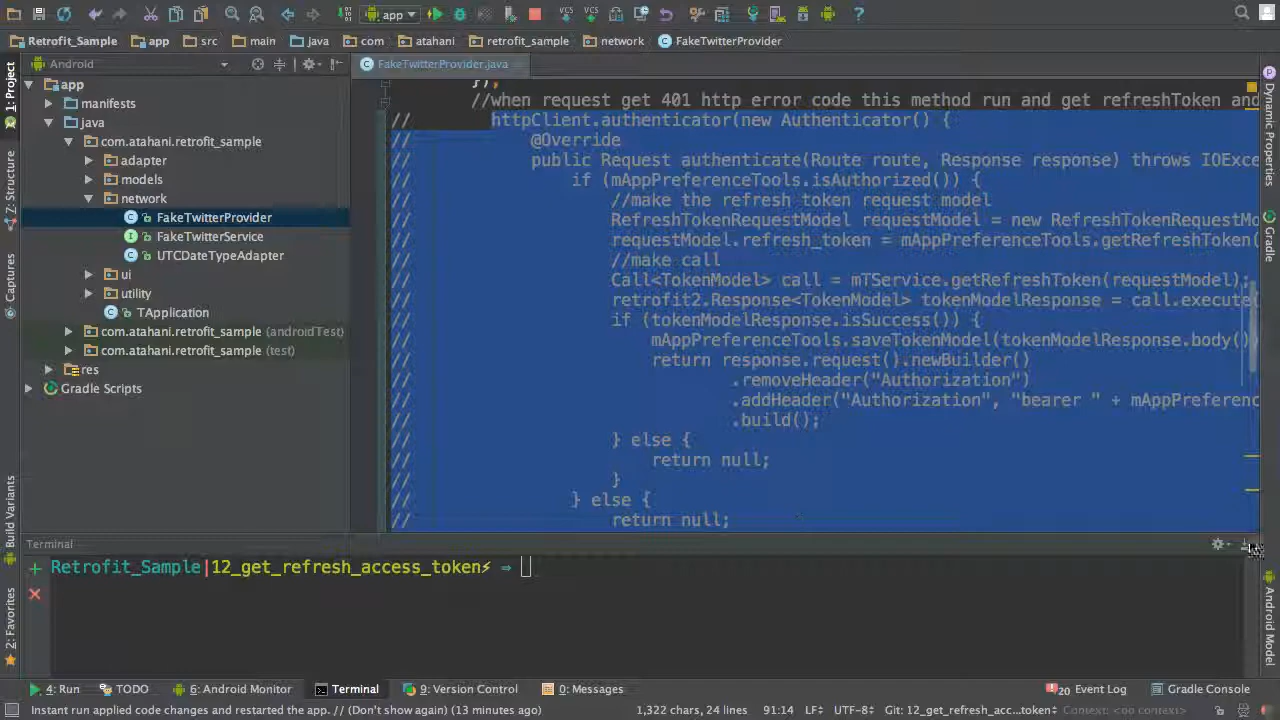 app
Retrofit_Sample app src main java com atahani retrofit_sample network FakeTwitterProvider
Android
FakeTwitterProvider.java
1: Project
Z: Structure
Captures
Build Variants
2: Favorites
app
manifests
java
com.atahani.retrofit_sample
adapter
models
network
FakeTwitterProvider
FakeTwitterService
UTCDateTypeAdapter
ui
utility
TApplication
com.atahani.retrofit_sample (androidTest)
com.atahani.retrofit_sample (test)
res
Gradle Scripts
});
//when request get 401 http error code this method run and get refreshToken and
// httpClient.authenticator(new Authenticator() {
// @Override
// public Request authenticate(Route route, Response response) throws IOExce
// if (mAppPreferenceTools.isAuthorized()) {
// //make the refresh token request model
// RefreshTokenRequestModel requestModel = new RefreshTokenRequestMo
// requestModel.refresh_token = mAppPreferenceTools.getRefreshToken(
// //make call
// Call<TokenModel> call = mTService.getRefreshToken(requestModel);
// retrofit2.Response<TokenModel> tokenModelResponse = call.execute(
// if (tokenModelResponse.isSuccess()) {
// mAppPreferenceTools.saveTokenModel(tokenModelResponse.body()
// return response.request().newBuilder()
// .removeHeader("Authorization")
// .addHeader("Authorization", "bearer " + mAppPreferenc
// .build();
// } else {
// return null;
// }
// } else {
// return null;
Dynamic Properties
Gradle
Android Model
Terminal
Retrofit_Sample|12_get_refresh_access_token⚡ ⇒
4: Run TODO 6: Android Monitor Terminal 9: Version Control 0: Messages 20 Event Log Gradle Console
Instant run applied code changes and restarted the app. // (Don't show again) (13 minutes ago) 1,322 chars, 24 lines 91:14 LF÷ UTF-8÷ Git: 12_get_refresh_acc...token÷ Context: <no context>